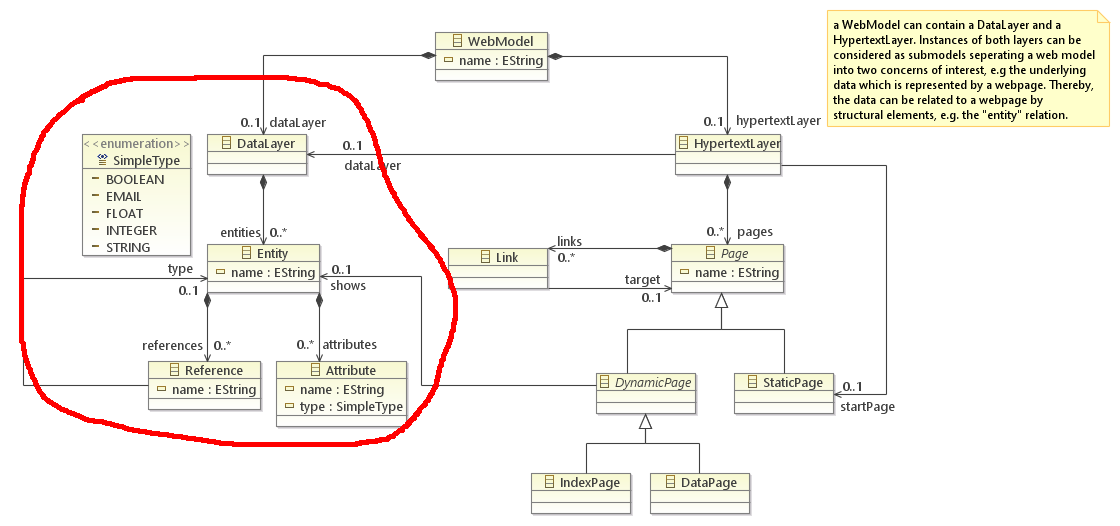 WebModel
name : EString
a WebModel can contain a DataLayer and a
HypertextLayer. Instances of both layers can be
considered as submodels seperating a web model
into two concerns of interest, e.g the underlying
data which is represented by a webpage. Thereby,
the data can be related to a webpage by
structural elements, e.g. the "entity" relation.
0..1 dataLayer
0..1 hypertextLayer
<<enumeration>>
SimpleType
BOOLEAN
EMAIL
FLOAT
INTEGER
STRING
DataLayer
0..1
dataLayer
HypertextLayer
entities 0..*
0..* pages
Entity
name : EString
type
0..1
0..1
shows
Link
links
0..*
target
0..1
Page
name : EString
references 0..*
0..* attributes
Reference
name : EString
Attribute
name : EString
type : SimpleType
DynamicPage
StaticPage
0..1
startPage
IndexPage
DataPage